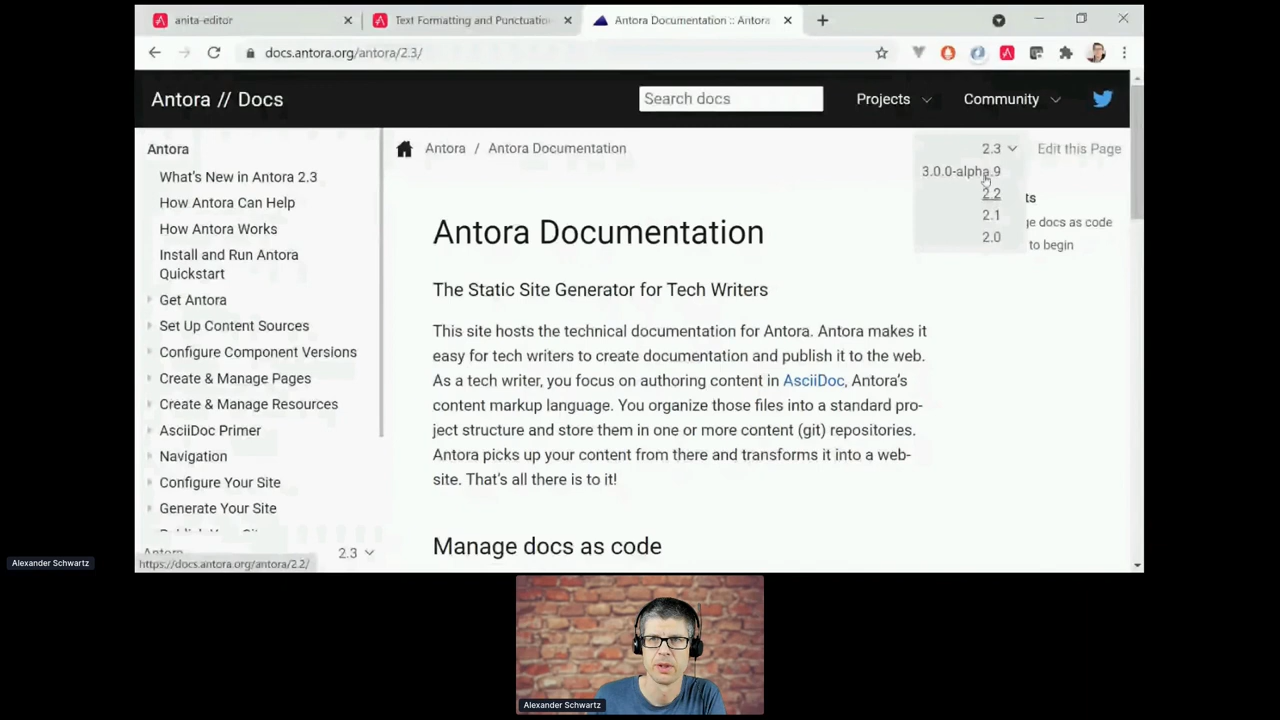 anita-editor
Text Formatting and Punctuation
Antora Documentation :: Antora
docs.antora.org/antora/2.3/
Antora // Docs
Search docs
Projects
Community
Antora
What's New in Antora 2.3
How Antora Can Help
How Antora Works
Install and Run Antora
Quickstart
Get Antora
Set Up Content Sources
Configure Component Versions
Create & Manage Pages
Create & Manage Resources
AsciiDoc Primer
Navigation
Configure Your Site
Generate Your Site
Antora 2.3
https://docs.antora.org/antora/2.2/
Antora / Antora Documentation
2.3
Edit this Page
3.0.0-alpha.9
2.2
2.1
2.0
ts
ge docs as code
to begin
Antora Documentation
The Static Site Generator for Tech Writers
This site hosts the technical documentation for Antora. Antora makes it
easy for tech writers to create documentation and publish it to the web.
As a tech writer, you focus on authoring content in AsciiDoc, Antora's
content markup language. You organize those files into a standard pro-
ject structure and store them in one or more content (git) repositories.
Antora picks up your content from there and transforms it into a web-
site. That's all there is to it!
Manage docs as code
Alexander Schwartz
Alexander Schwartz